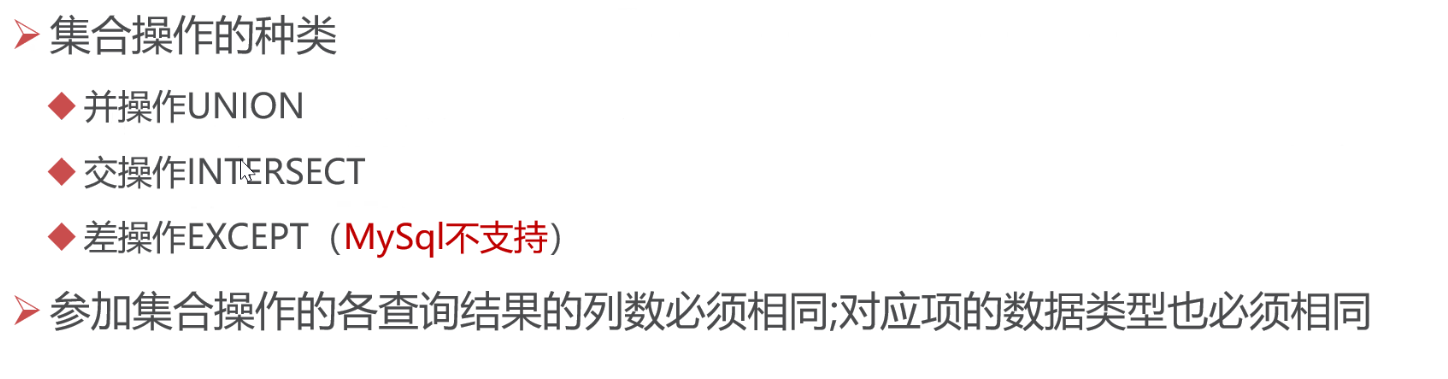 集合操作的种类
并操作UNION
交操作INTERSECT
差操作EXCEPT（MySql不支持）
参加集合操作的各查询结果的列数必须相同;对应项的数据类型也必须相同